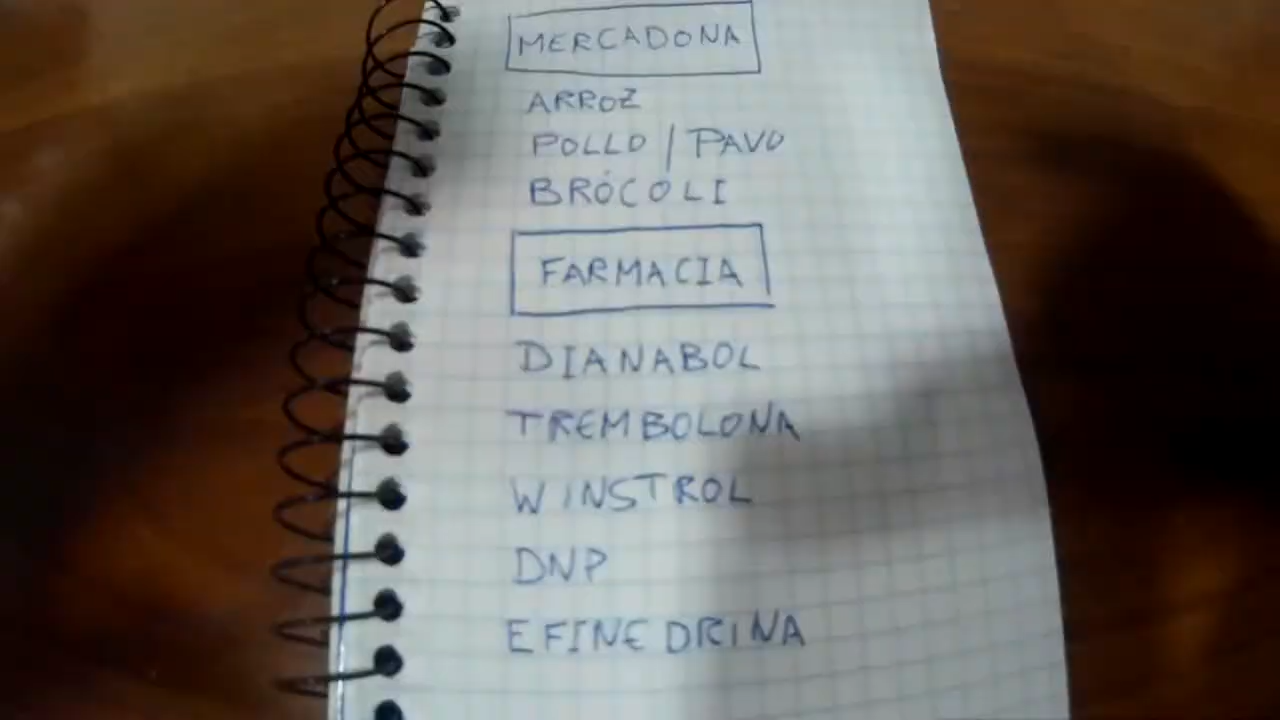 MERCADONA
ARROZ
POLLO / PAVO
BRÓCOLI
FARMACIA
DIANABOL
TREMBOLONA
WINSTROL
DNP
EFINEDRINA